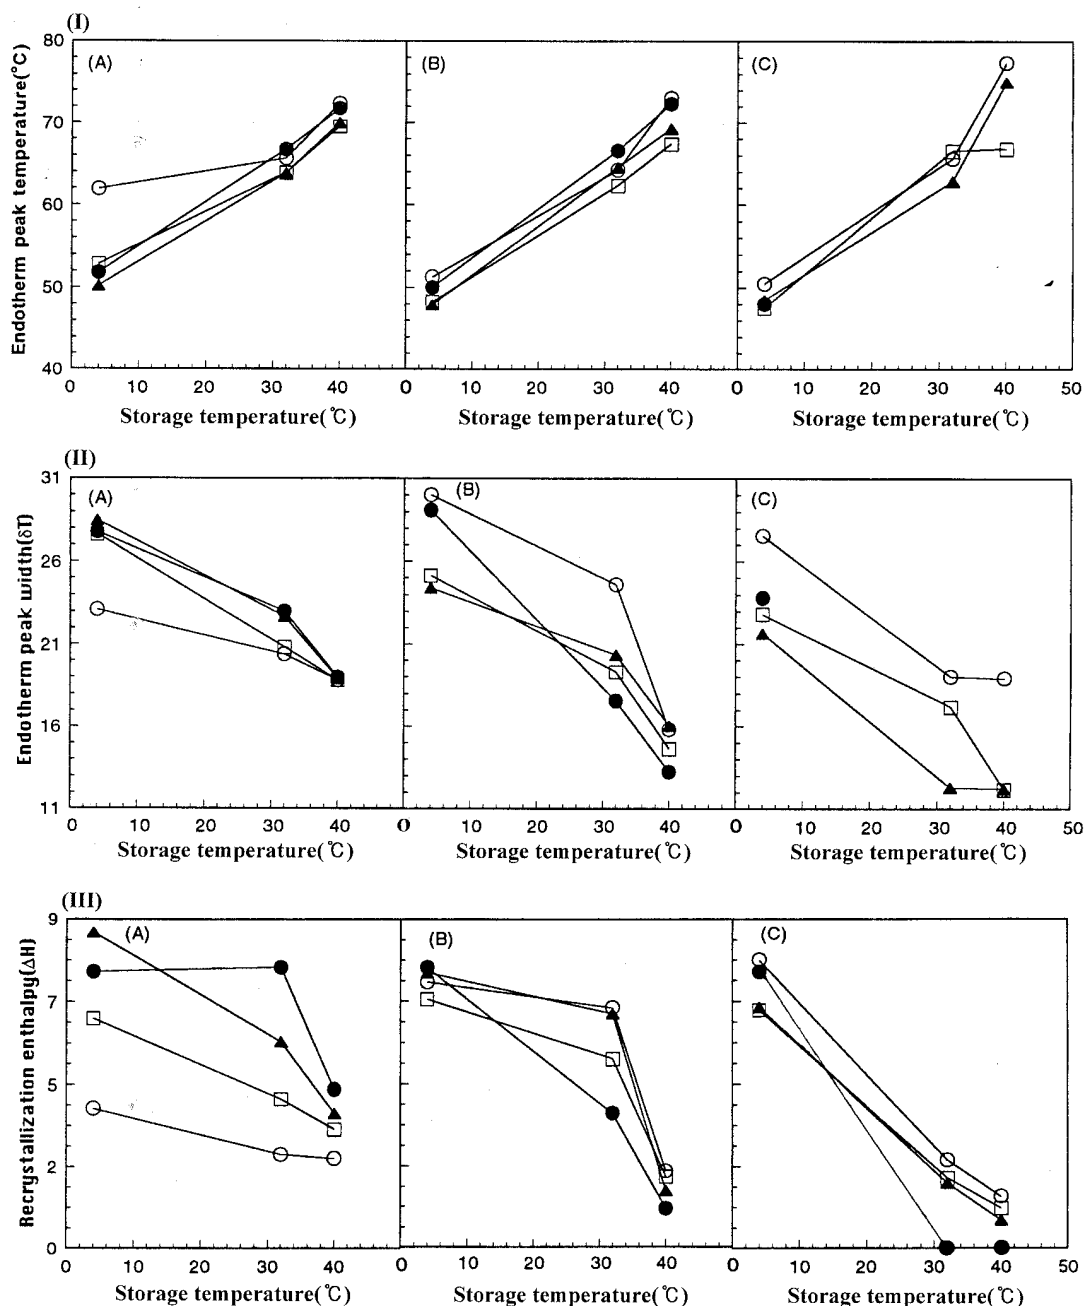 (I)
80
70
60
50
40
Endotherm peak temperature(°C)
(A)
(B)
(C)
0 10 20 30 40 0 10 20 30 40 0 10 20 30 40 50
Storage temperature(℃) Storage temperature(℃) Storage temperature(℃)
(II)
31
26
21
16
11
Endotherm peak width(δT)
(A)
(B)
(C)
0 10 20 30 40 0 10 20 30 40 0 10 20 30 40 50
Storage temperature(℃) Storage temperature(℃) Storage temperature(℃)
(III)
9
7
5
2
0
Recrystallization enthalpy(ΔH)
(A)
(B)
(C)
0 10 20 30 40 0 10 20 30 40 0 10 20 30 40 50
Storage temperature(℃) Storage temperature(℃) Storage temperature(℃)